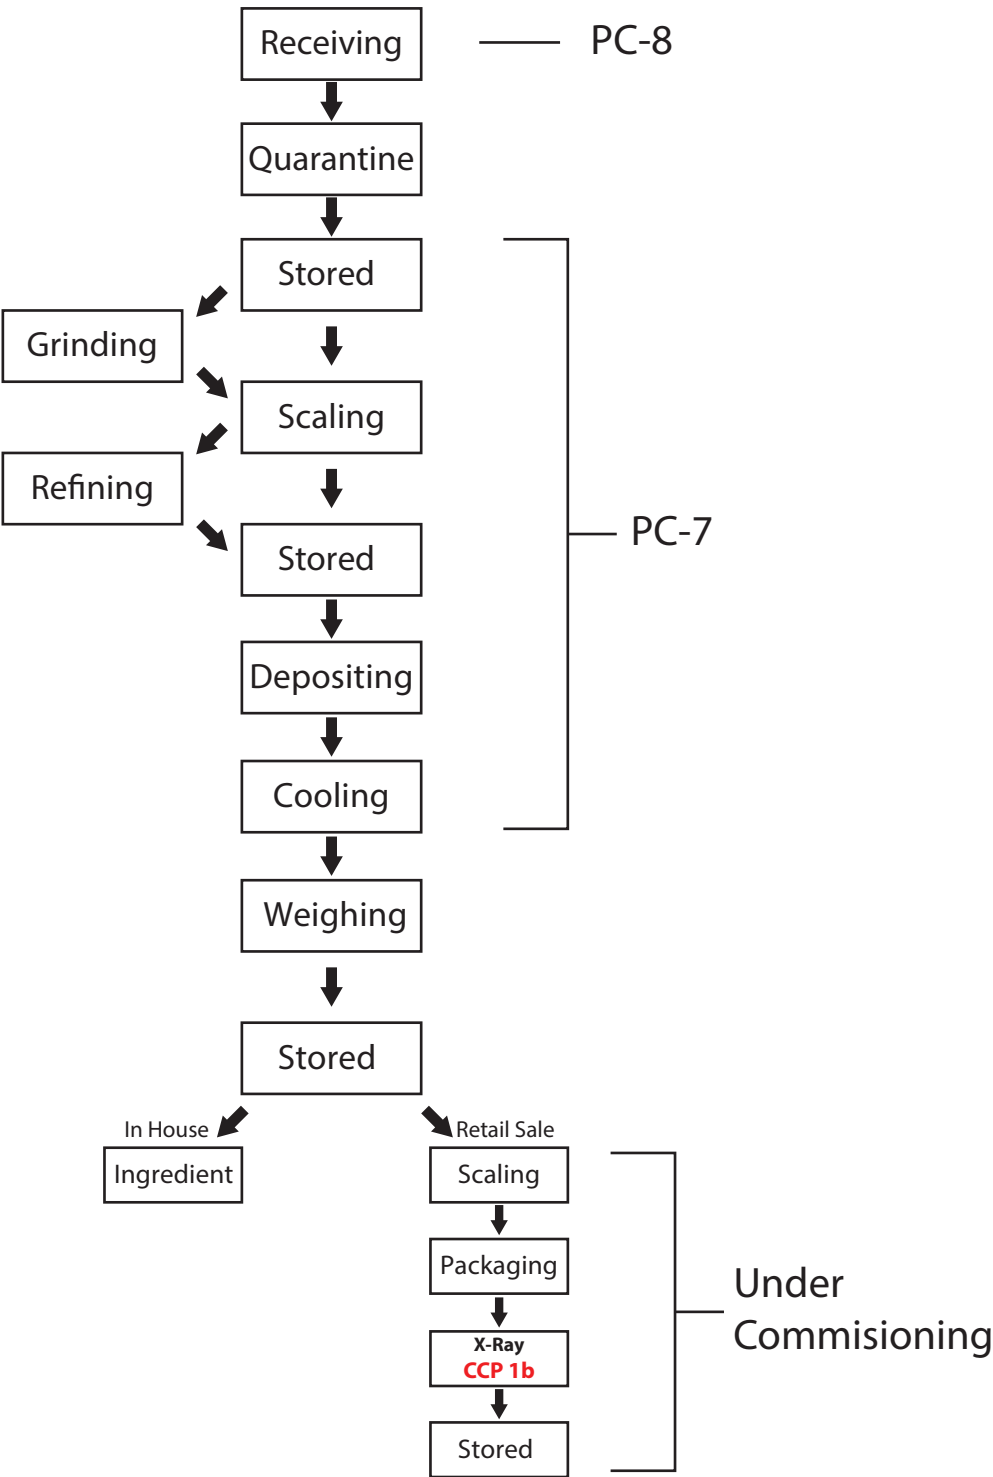 Receiving
PC-8
Quarantine
Stored
Grinding
Scaling
Refining
PC-7
Stored
Depositing
Cooling
Weighing
Stored
In House
Retail Sale
Ingredient
Scaling
Packaging
Under
Commisioning
X-Ray
CCP 1b
Stored